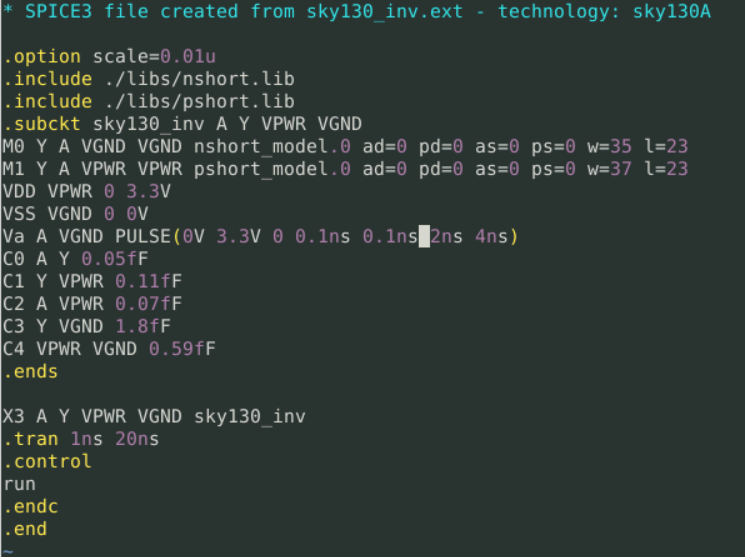 * SPICE3 file created from sky130_inv.ext - technology: sky130A
.option scale=0.01u
.include ./libs/nshort.lib
.include ./libs/pshort.lib
.subckt sky130_inv A Y VPWR VGND
M0 Y A VGND VGND nshort_model.0 ad=0 pd=0 as=0 ps=0 w=35 l=23
M1 Y A VPWR VPWR pshort_model.0 ad=0 pd=0 as=0 ps=0 w=37 l=23
VDD VPWR 0 3.3V
VSS VGND 0 0V
Va A VGND PULSE(0V 3.3V 0 0.1ns 0.1ns 2ns 4ns)
C0 A Y 0.05fF
C1 Y VPWR 0.11fF
C2 A VPWR 0.07fF
C3 Y VGND 1.8fF
C4 VPWR VGND 0.59fF
.ends
X3 A Y VPWR VGND sky130_inv
.tran 1ns 20ns
.control
run
.endc
.end
~